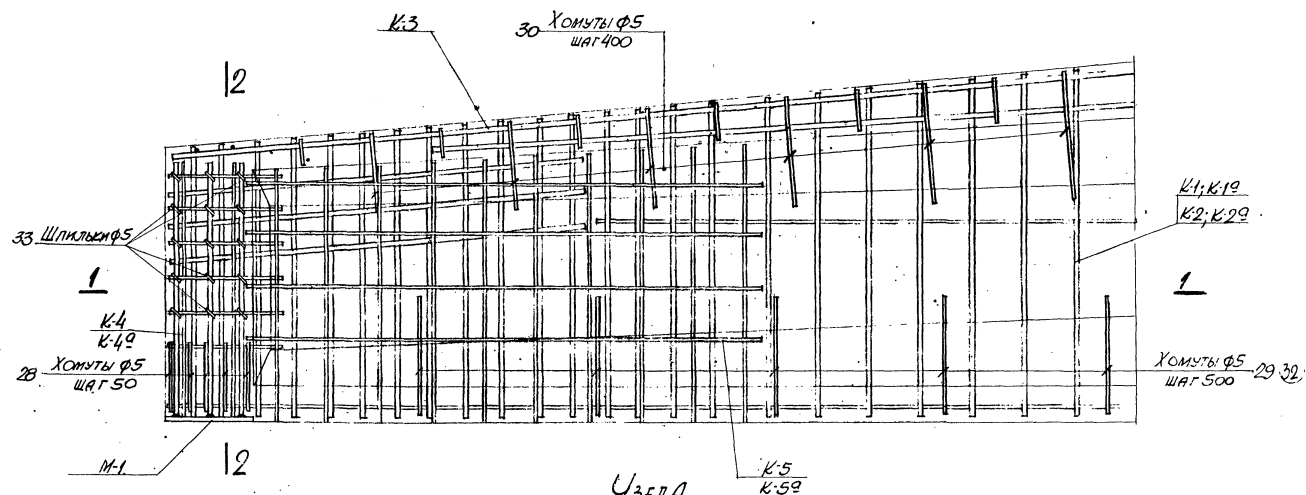 К-3
30 Хомуты ф5
шаг 400
2
К-1; К-1а
К-2; К-2а
33 Шпильки ф5
1
1
К-4
К-4а
28 Хомуты ф5
шаг 50
Хомуты ф5
шаг 500
29, 32,
М-1
2
К-5
К-5а
Узел